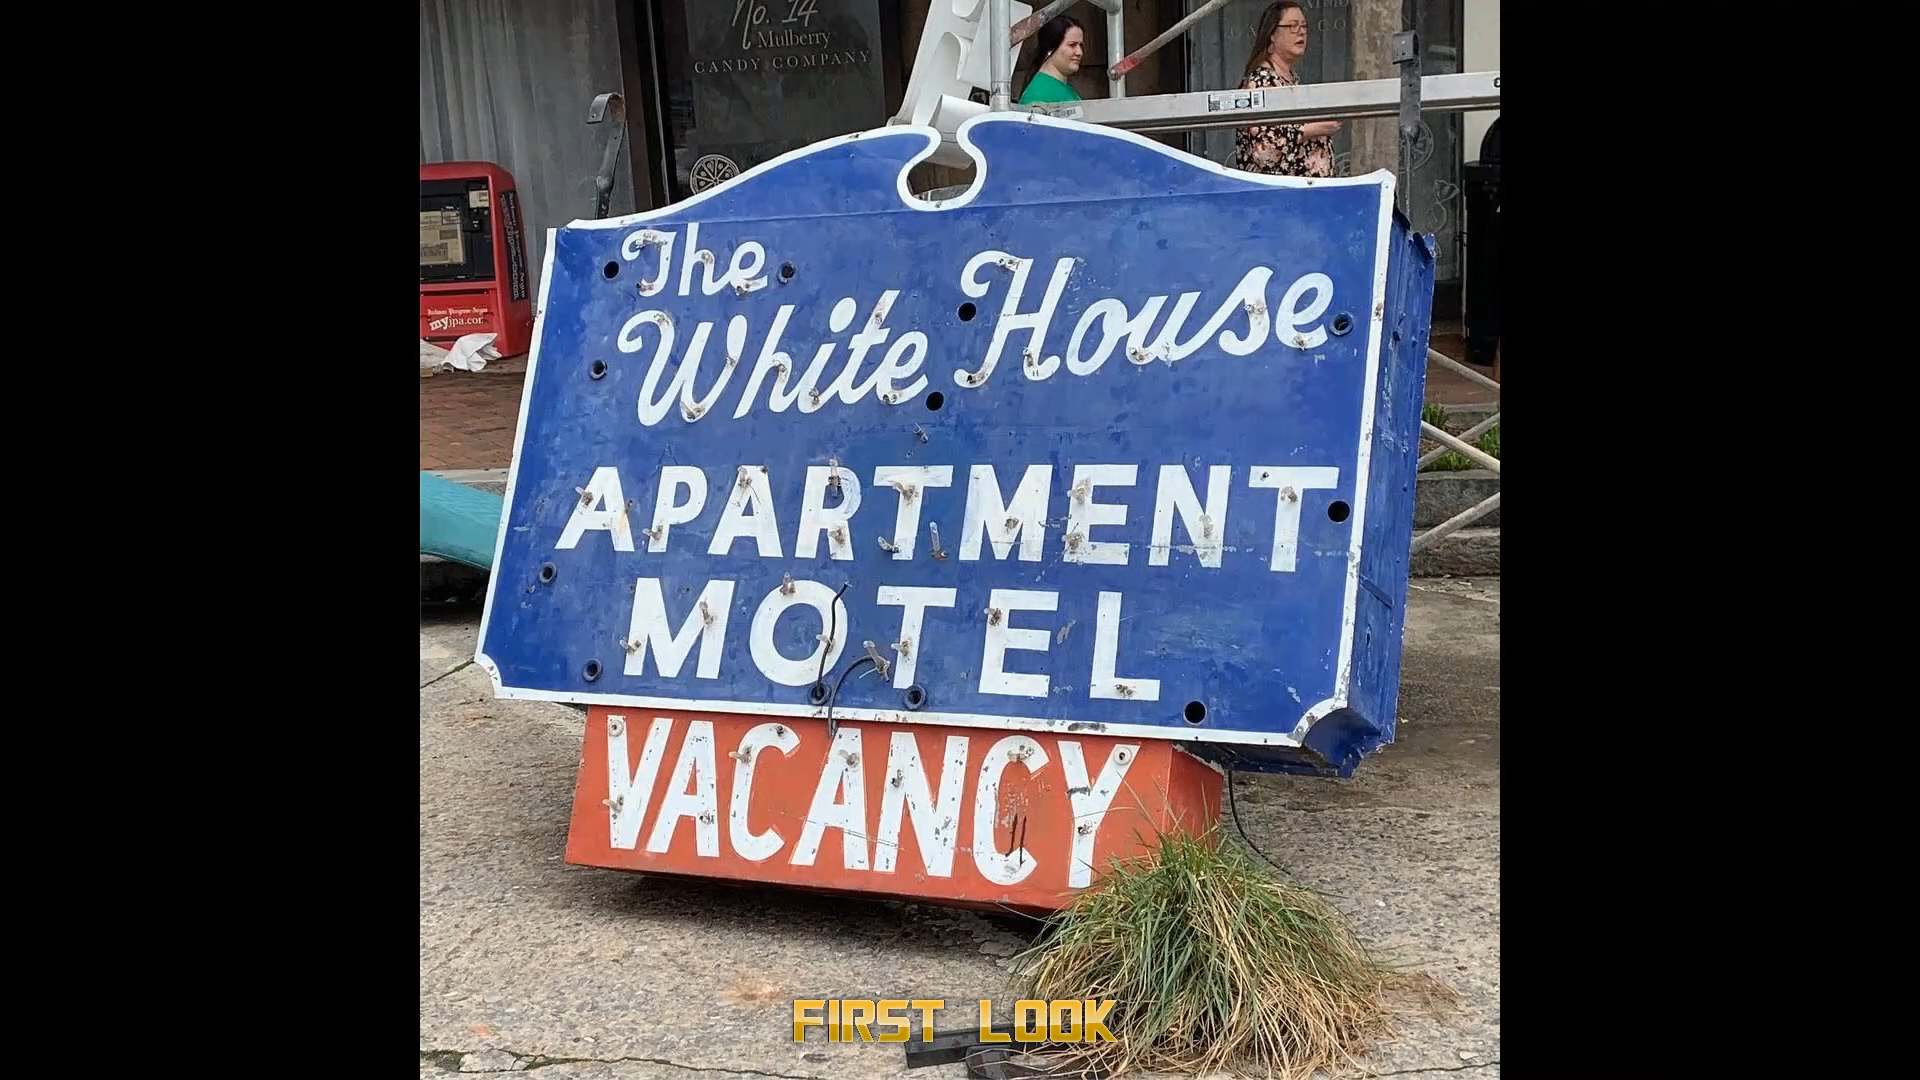 No. 14
Mulberry
CANDY COMPANY
The
White House
APARTMENT
MOTEL
VACANCY
myjpa.com
FIRST LOOK